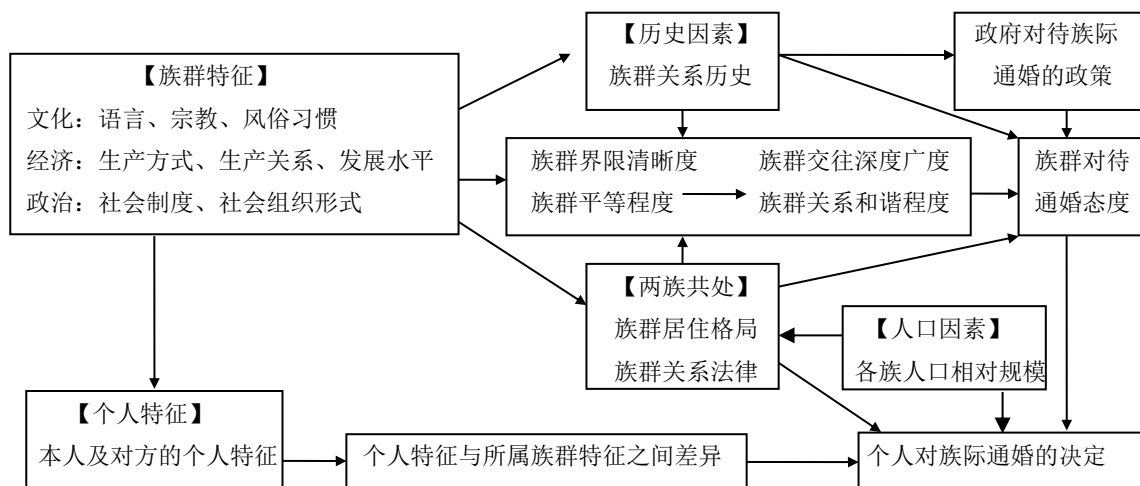 【族群特征】
文化：语言、宗教、风俗习惯
经济：生产方式、生产关系、发展水平
政治：社会制度、社会组织形式
【历史因素】
族群关系历史
政府对待族际
通婚的政策
族群界限清晰度
族群平等程度
族群交往深度广度
族群关系和谐程度
族群对待
通婚态度
【两族共处】
族群居住格局
族群关系法律
【人口因素】
各族人口相对规模
【个人特征】
本人及对方的个人特征
个人特征与所属族群特征之间差异
个人对族际通婚的决定